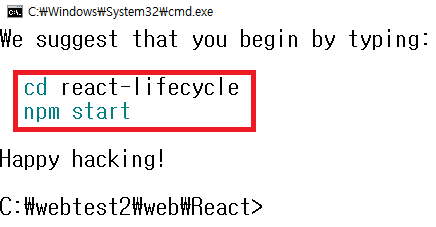 C:₩Windows₩System32₩cmd.exe
We suggest that you begin by typing:
cd react-lifecycle
npm start
Happy hacking!
C:₩webtest2₩web₩React>